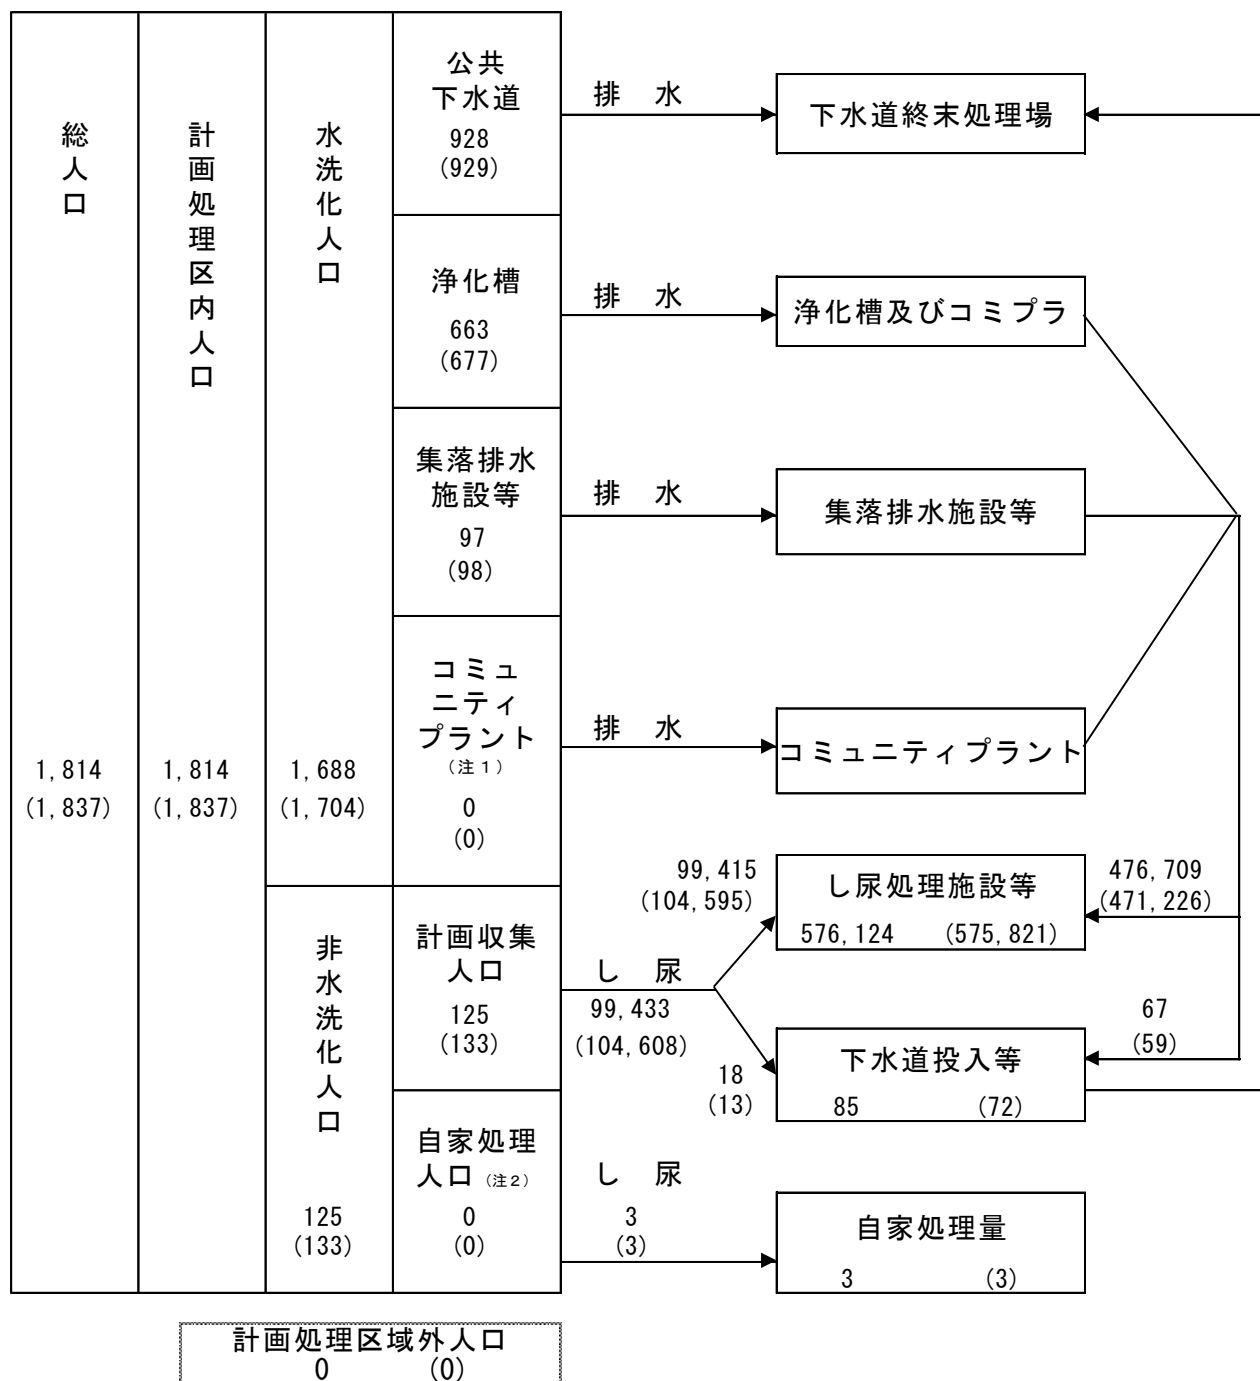 総人口
1,814
(1,837)
計画処理区内人口
1,814
(1,837)
水洗化人口
1,688
(1,704)
非水洗化人口
125
(133)
公共
下水道
928
(929)
排　水
下水道終末処理場
浄化槽
663
(677)
排　水
浄化槽及びコミプラ
集落排水
施設等
97
(98)
排　水
集落排水施設等
コミュ
ニティ
プラント
(注１)
0
(0)
排　水
コミュニティプラント
計画収集
人口
125
(133)
し　尿
99,433
(104,608)
99,415
(104,595)
し尿処理施設等
576,124　(575,821)
476,709
(471,226)
18
(13)
下水道投入等
85　(72)
67
(59)
自家処理
人口 (注２)
0
(0)
し　尿
3
(3)
自家処理量
3　(3)
計画処理区域外人口
0　(0)